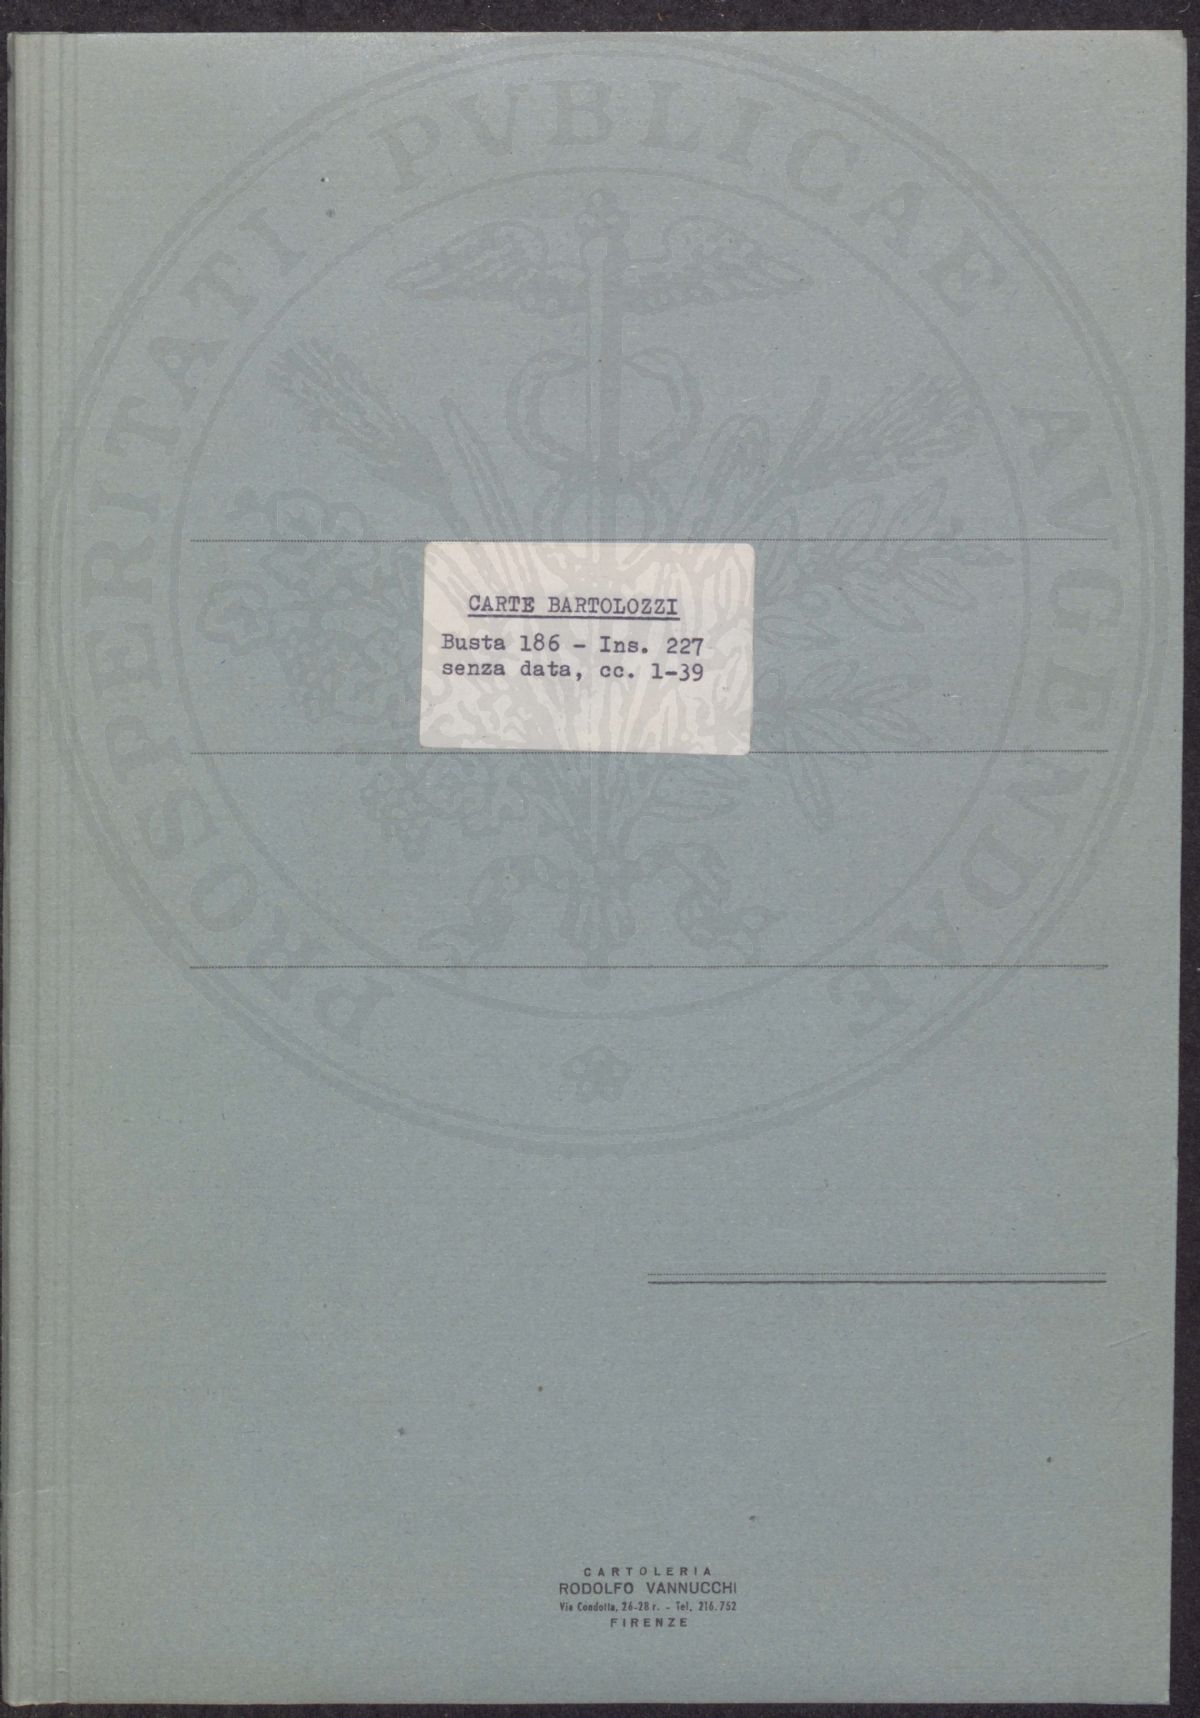 PROSPERITATI PVBLICAE AVGENDAE
CARTE BARTOLOZZI
Busta 186 - Ins. 227
senza data, cc. 1-39
CARTOLERIA
RODOLFO VANNUCCHI
Via Condotta, 26-28 r. - Tel. 216.752
FIRENZE